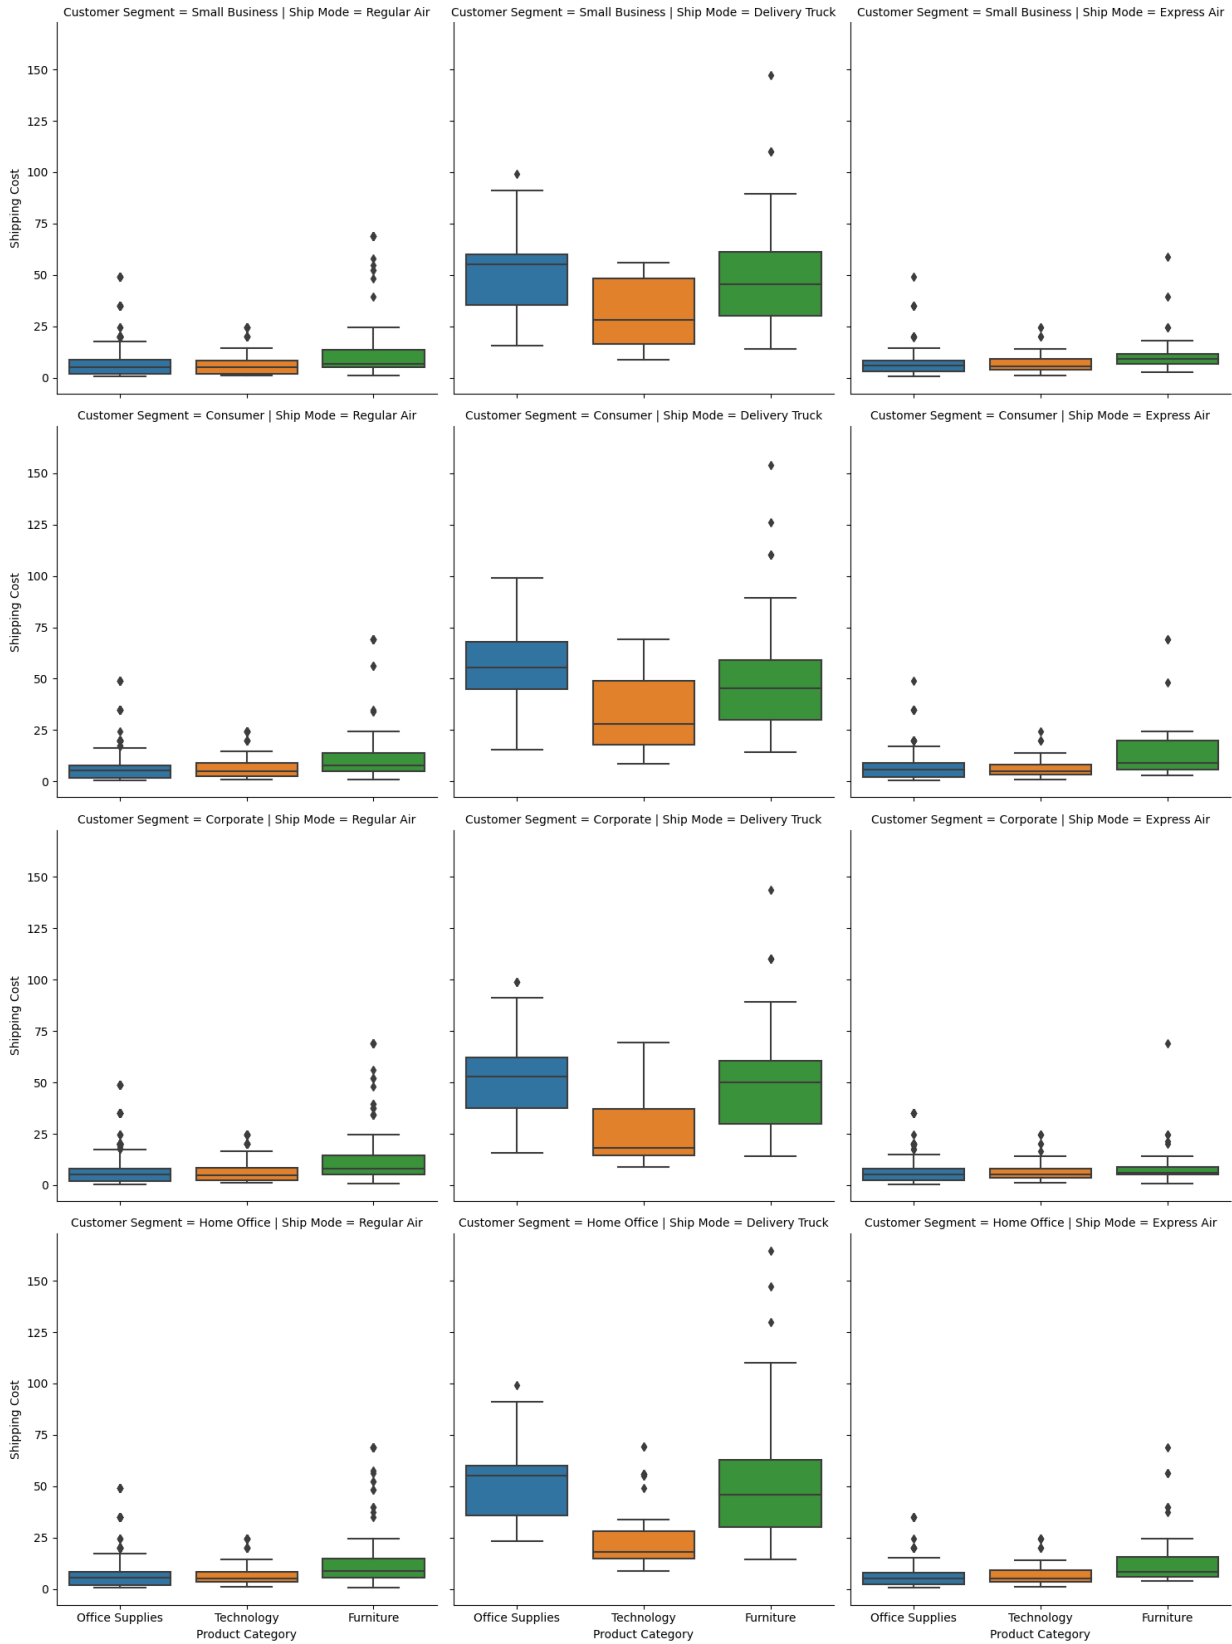 Customer Segment = Small Business | Ship Mode = Regular Air
Customer Segment = Small Business | Ship Mode = Delivery Truck
Customer Segment = Small Business | Ship Mode = Express Air
150
125
100
75
50
25
0
Shipping Cost
Customer Segment = Consumer | Ship Mode = Regular Air
Customer Segment = Consumer | Ship Mode = Delivery Truck
Customer Segment = Consumer | Ship Mode = Express Air
150
125
100
75
50
25
0
Shipping Cost
Customer Segment = Corporate | Ship Mode = Regular Air
Customer Segment = Corporate | Ship Mode = Delivery Truck
Customer Segment = Corporate | Ship Mode = Express Air
150
125
100
75
50
25
0
Shipping Cost
Customer Segment = Home Office | Ship Mode = Regular Air
Customer Segment = Home Office | Ship Mode = Delivery Truck
Customer Segment = Home Office | Ship Mode = Express Air
150
125
100
75
50
25
0
Shipping Cost
Office Supplies Technology Furniture
Product Category
Office Supplies Technology Furniture
Product Category
Office Supplies Technology Furniture
Product Category